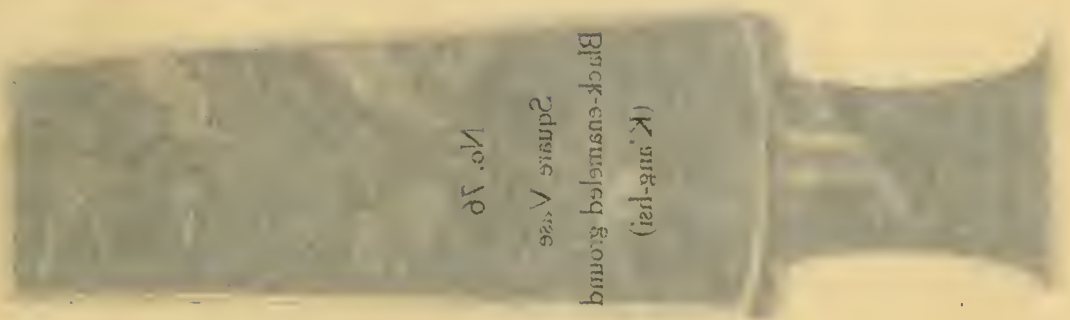 No. 76
Square Vase
Black-enameled ground
(K'ang-hsi)